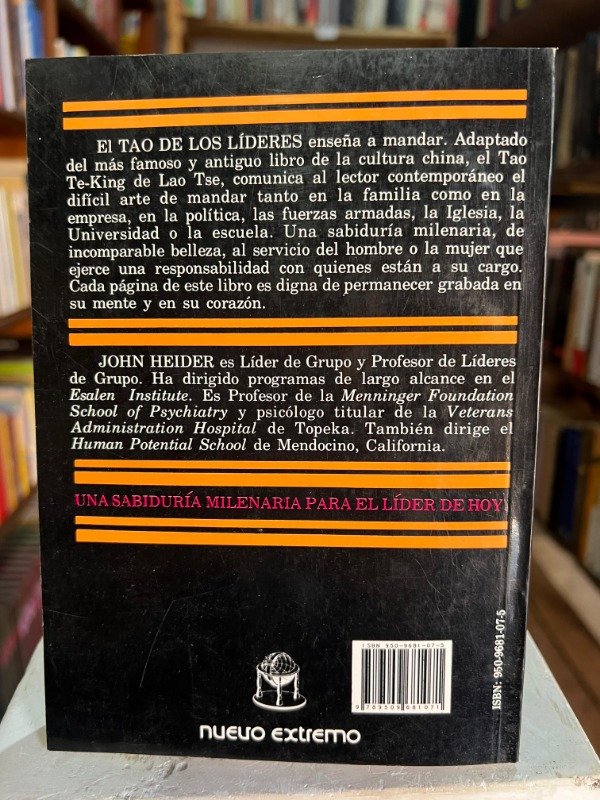 El TAO DE LOS LÍDERES enseña a mandar. Adaptado
del más famoso y antiguo libro de la cultura china, el Tao
Te-King de Lao Tse, comunica al lector contemporáneo el
difícil arte de mandar tanto en la familia como en la
empresa, en la política, las fuerzas armadas, la Iglesia, la
Universidad o la escuela. Una sabiduría milenaria, de
incomparable belleza, al servicio del hombre o la mujer que
ejerce una responsabilidad con quienes están a su cargo.
Cada página de este libro es digna de permanecer grabada en
su mente y en su corazón.
JOHN HEIDER es Líder de Grupo y Profesor de Líderes
de Grupo. Ha dirigido programas de largo alcance en el
Esalen Institute. Es Profesor de la Menninger Foundation
School of Psychiatry y psicólogo titular de la Veterans
Administration Hospital de Topeka. También dirige el
Human Potential School de Mendocino, California.
UNA SABIDURÍA MILENARIA PARA EL LÍDER DE HOY
ISBN 950-9681-07-5
9 789509 681071
ISBN: 950-9681-07-5
nuevo extremo